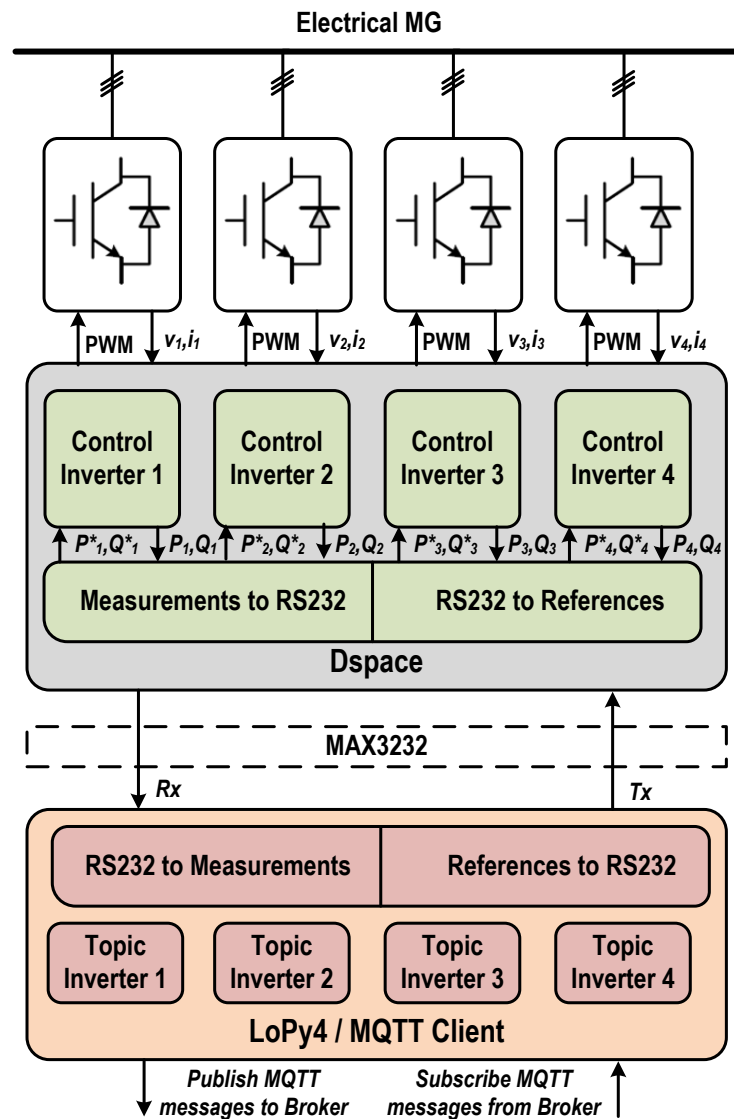 Electrical MG
PWM v1,i1 PWM v2,i2 PWM v3,i3 PWM v4,i4
Control
Inverter 1
Control
Inverter 2
Control
Inverter 3
Control
Inverter 4
P*1,Q*1 P1,Q1 P*2,Q*2 P2,Q2 P*3,Q*3 P3,Q3 P*4,Q*4 P4,Q4
Measurements to RS232
RS232 to References
Dspace
MAX3232
Rx
Tx
RS232 to Measurements
References to RS232
Topic
Inverter 1
Topic
Inverter 2
Topic
Inverter 3
Topic
Inverter 4
LoPy4 / MQTT Client
Publish MQTT
messages to Broker
Subscribe MQTT
messages from Broker